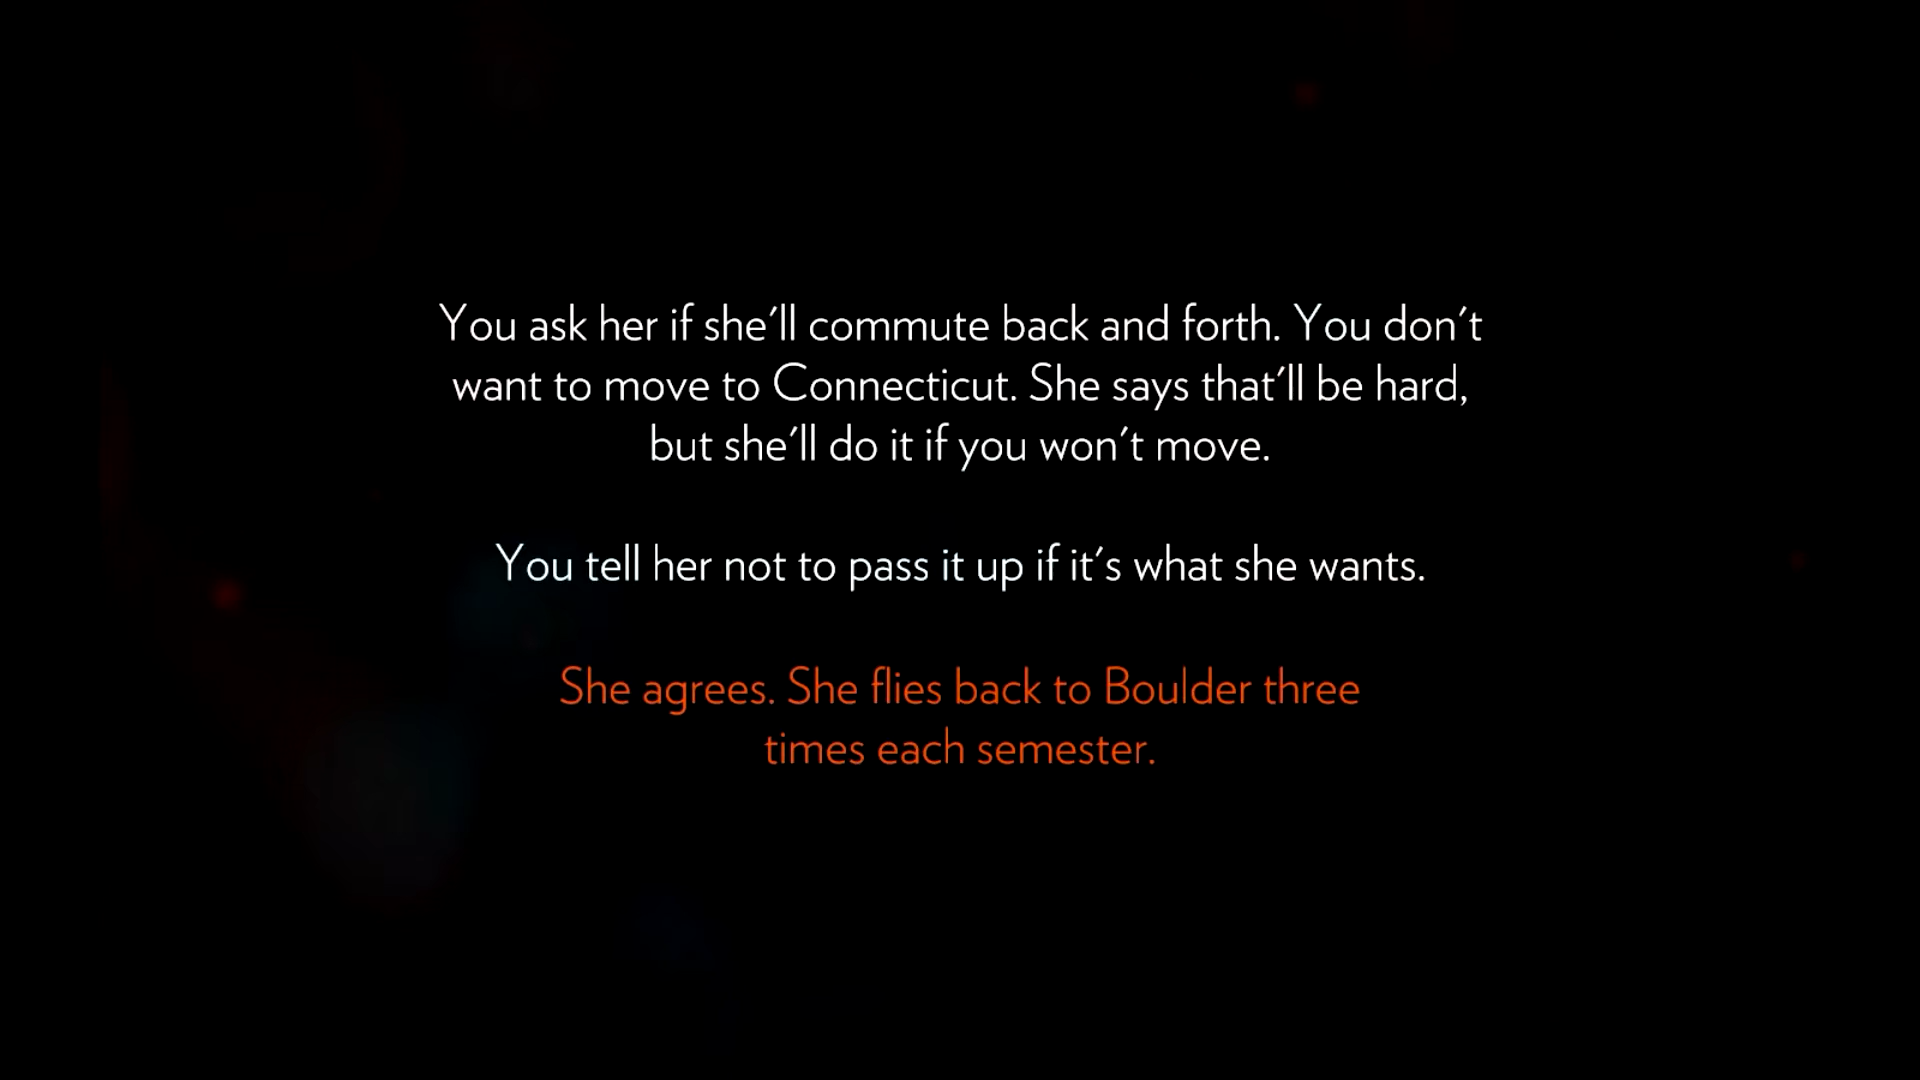 You ask her if she'll commute back and forth. You don't
want to move to Connecticut. She says that'll be hard,
but she'll do it if you won't move.
You tell her not to pass it up if it's what she wants.
She agrees. She flies back to Boulder three
times each semester.